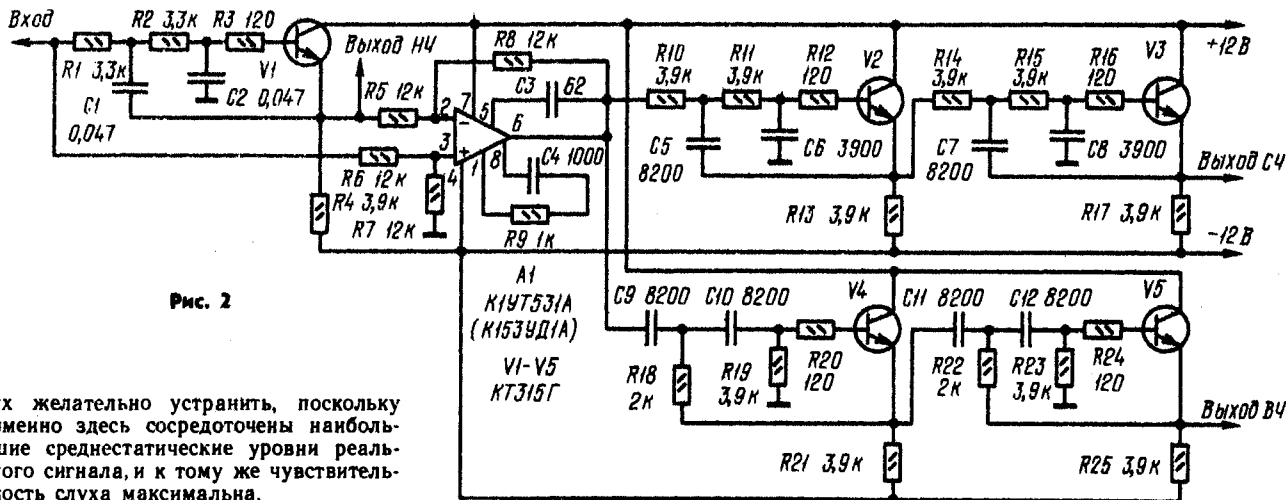 Вход
R2 3,3к
R3 120
R1 3,3к
C1
0,047
C2 0,047
V1
Выход НЧ
R5 12к
R8 12к
C3 62
2
7
5
6
3
4
1
8
C4 1000
R6 12к
R4 3,9к
R7 12к
R9 1к
A1
К1УТ531А
(К153УД1А)
V1-V5
КТ315Г
R10
3,9к
R11
3,9к
R12
120
V2
C5
8200
C6 3900
R13 3,9к
R14
3,9к
R15
3,9к
R16
120
V3
+12В
C7
8200
C8 3900
Выход СЧ
R17 3,9к
-12В
C9 8200
C10 8200
V4
R18
2к
R19
3,9к
R20
120
R21 3,9к
C11
8200
C12 8200
V5
R22
2к
R23
3,9к
R24
120
Выход ВЧ
R25 3,9к
Рис. 2
ух желательно устранить, поскольку
именно здесь сосредоточены наиболь-
шие среднестатические уровни реаль-
ного сигнала, и к тому же чувствитель-
ность слуха максимальна.